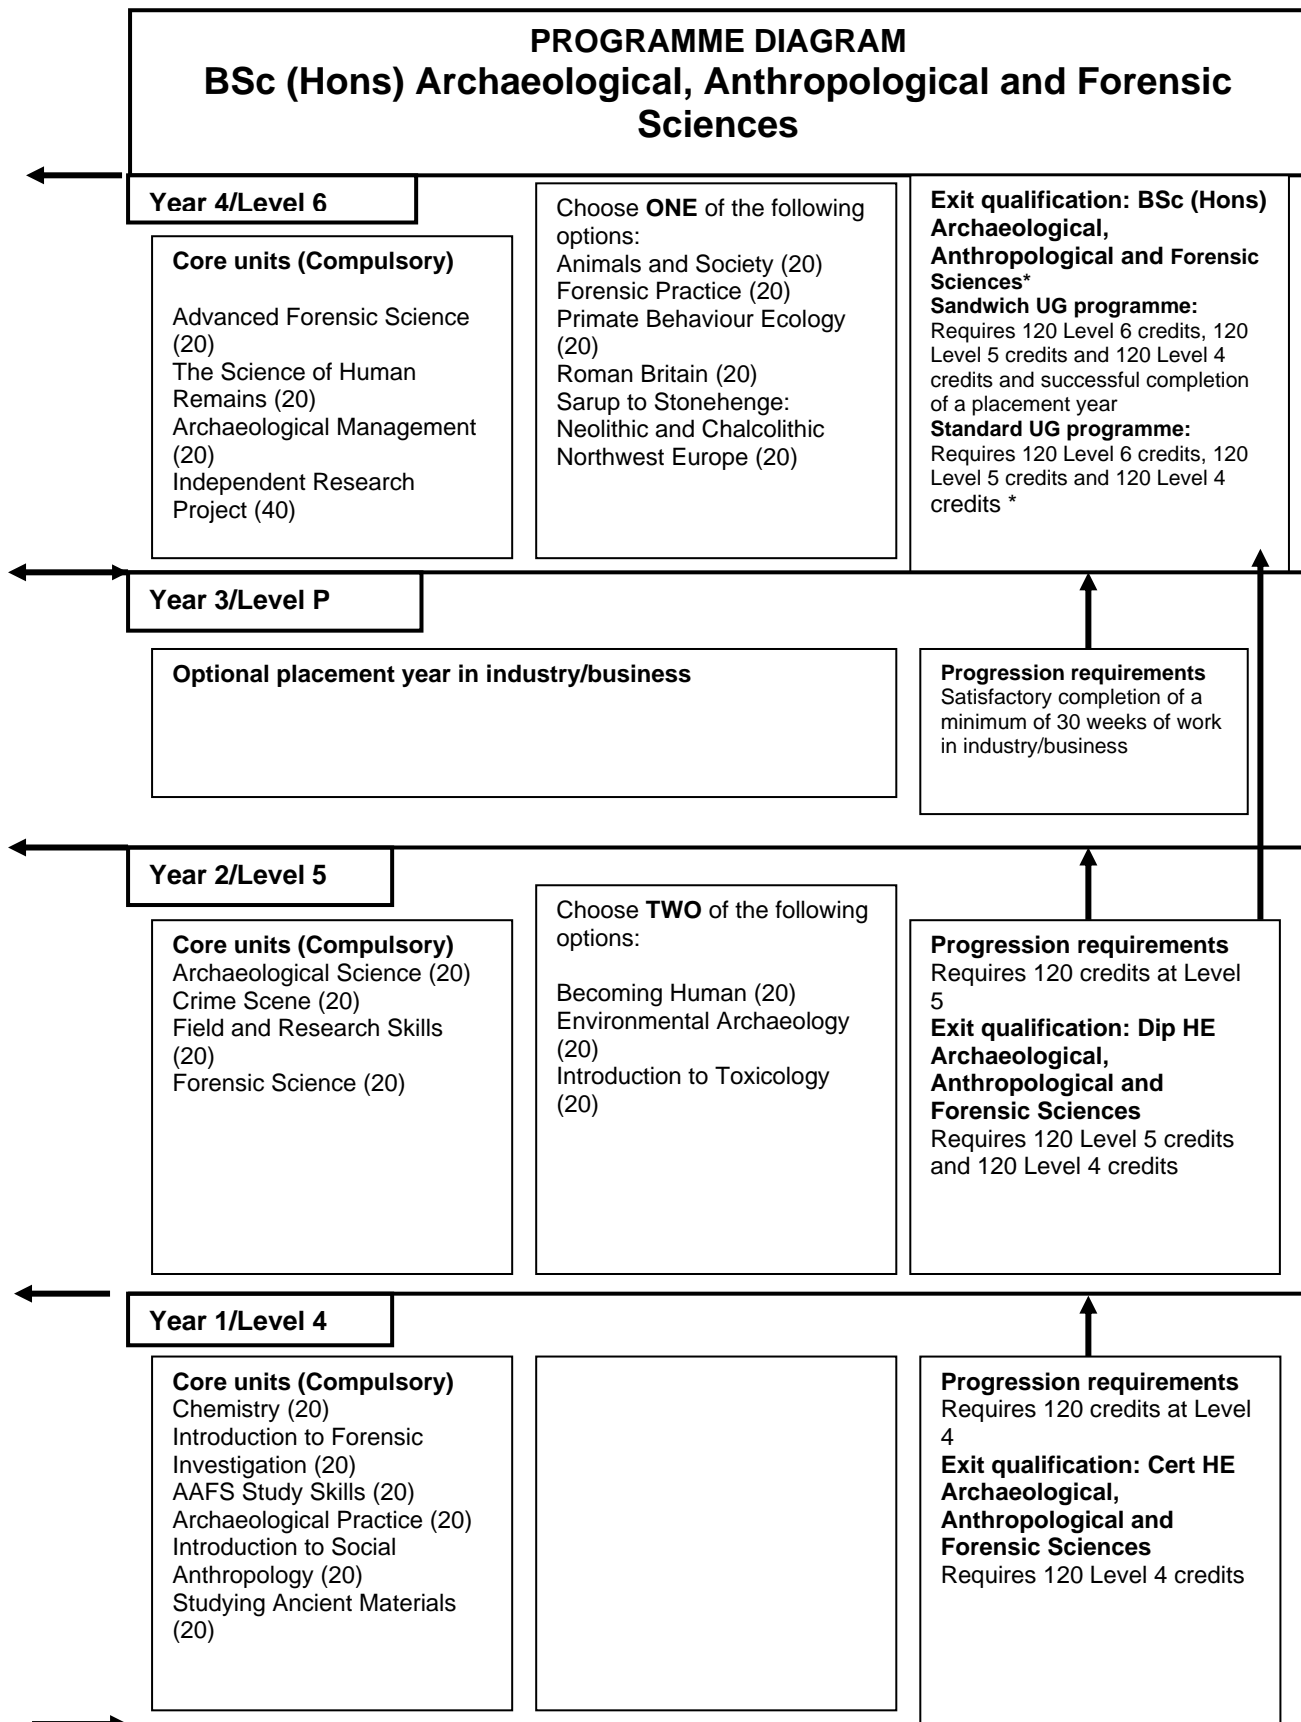 PROGRAMME DIAGRAM
BSc (Hons) Archaeological, Anthropological and Forensic
Sciences
Year 4/Level 6
Core units (Compulsory)
Advanced Forensic Science
(20)
The Science of Human
Remains (20)
Archaeological Management
(20)
Independent Research
Project (40)
Choose ONE of the following
options:
Animals and Society (20)
Forensic Practice (20)
Primate Behaviour Ecology
(20)
Roman Britain (20)
Sarup to Stonehenge:
Neolithic and Chalcolithic
Northwest Europe (20)
Exit qualification: BSc (Hons)
Archaeological,
Anthropological and Forensic
Sciences*
Sandwich UG programme:
Requires 120 Level 6 credits, 120
Level 5 credits and 120 Level 4
credits and successful completion
of a placement year
Standard UG programme:
Requires 120 Level 6 credits, 120
Level 5 credits and 120 Level 4
credits *
Year 3/Level P
Optional placement year in industry/business
Progression requirements
Satisfactory completion of a
minimum of 30 weeks of work
in industry/business
Year 2/Level 5
Core units (Compulsory)
Archaeological Science (20)
Crime Scene (20)
Field and Research Skills
(20)
Forensic Science (20)
Choose TWO of the following
options:
Becoming Human (20)
Environmental Archaeology
(20)
Introduction to Toxicology
(20)
Progression requirements
Requires 120 credits at Level
5
Exit qualification: Dip HE
Archaeological,
Anthropological and
Forensic Sciences
Requires 120 Level 5 credits
and 120 Level 4 credits
Year 1/Level 4
Core units (Compulsory)
Chemistry (20)
Introduction to Forensic
Investigation (20)
AAFS Study Skills (20)
Archaeological Practice (20)
Introduction to Social
Anthropology (20)
Studying Ancient Materials
(20)
Progression requirements
Requires 120 credits at Level
4
Exit qualification: Cert HE
Archaeological,
Anthropological and
Forensic Sciences
Requires 120 Level 4 credits